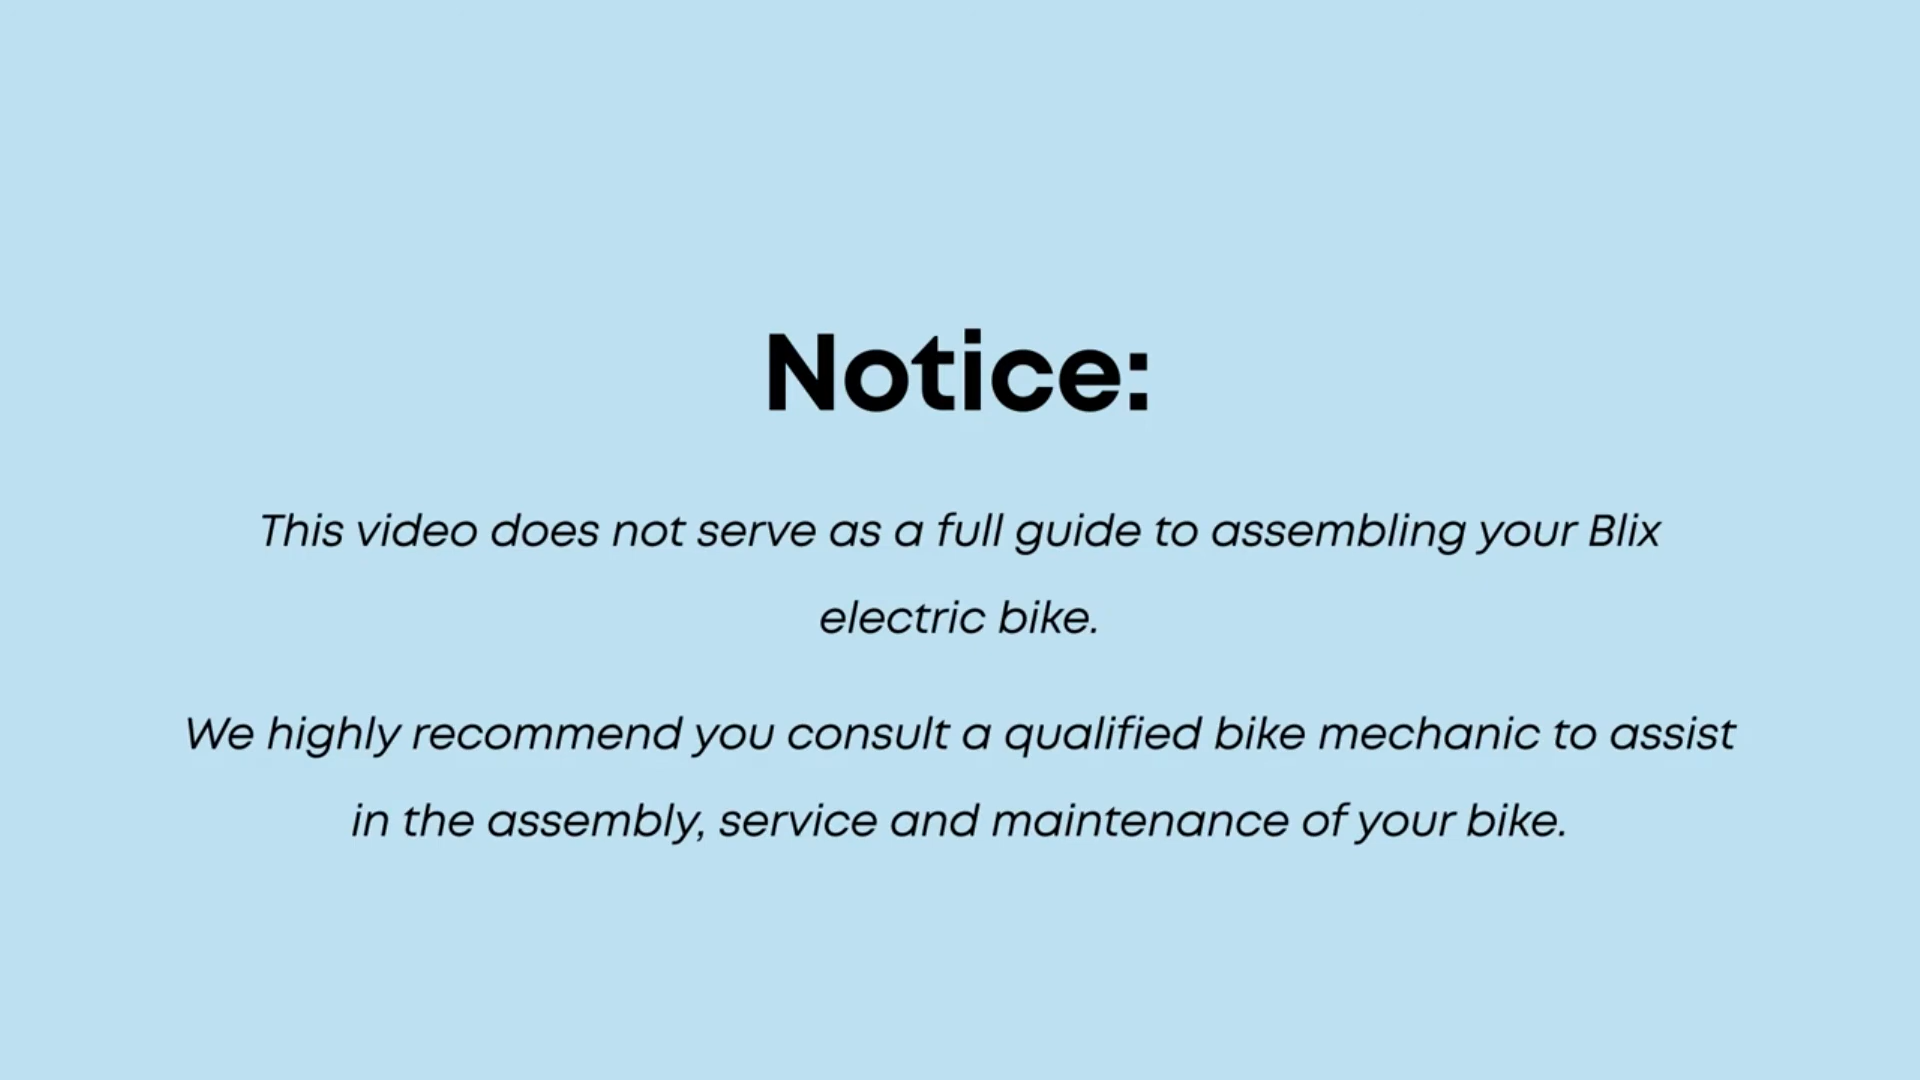 Notice:
This video does not serve as a full guide to assembling your Blix
electric bike.
We highly recommend you consult a qualified bike mechanic to assist
in the assembly, service and maintenance of your bike.